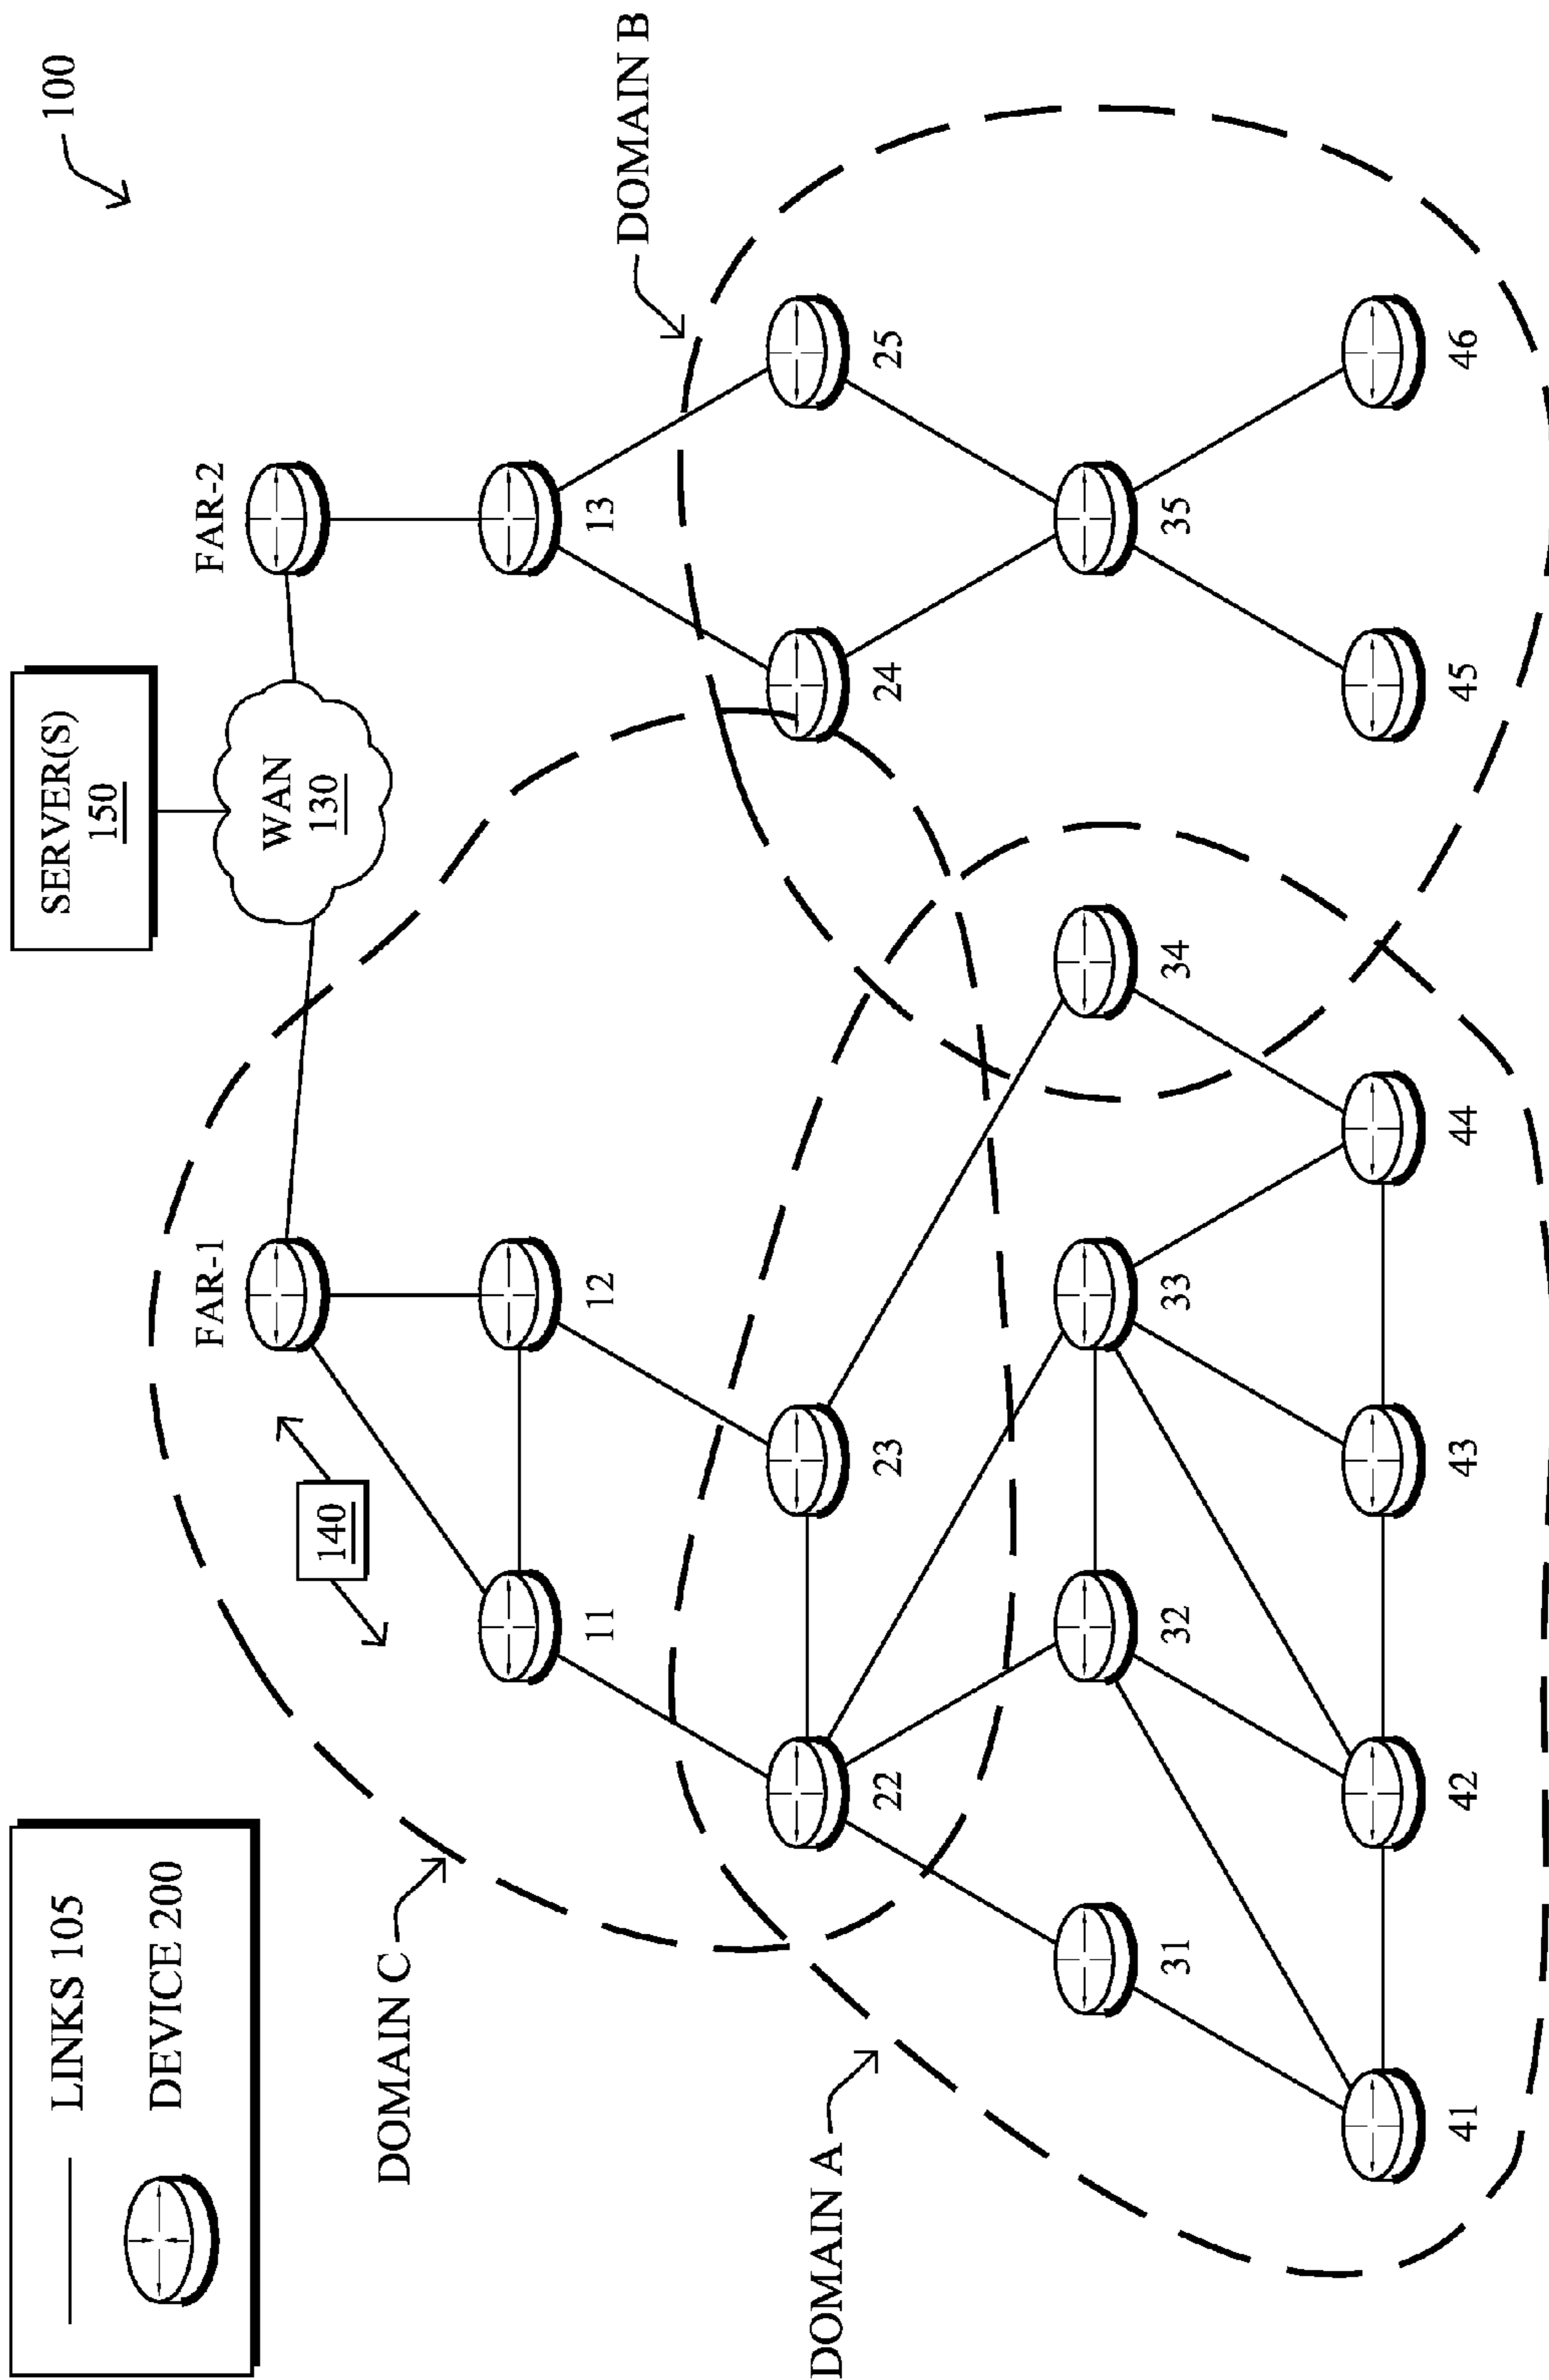 100
LINKS 105
DEVICE 200
SERVER(S)
150
WAN
130
FAR-1
FAR-2
140
DOMAIN C
DOMAIN B
DOMAIN A
11
12
13
22
23
24
25
31
32
33
34
35
41
42
43
44
45
46